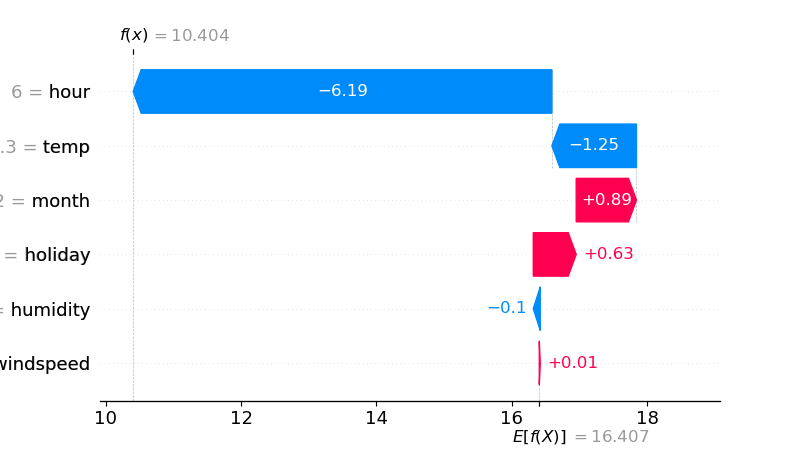 f(x) = 10.404
6 = hour
−6.19
.3 = temp
−1.25
2 = month
+0.89
= holiday
+0.63
= humidity
−0.1
windspeed
+0.01
10 12 14 16 18
E[f(X)] = 16.407